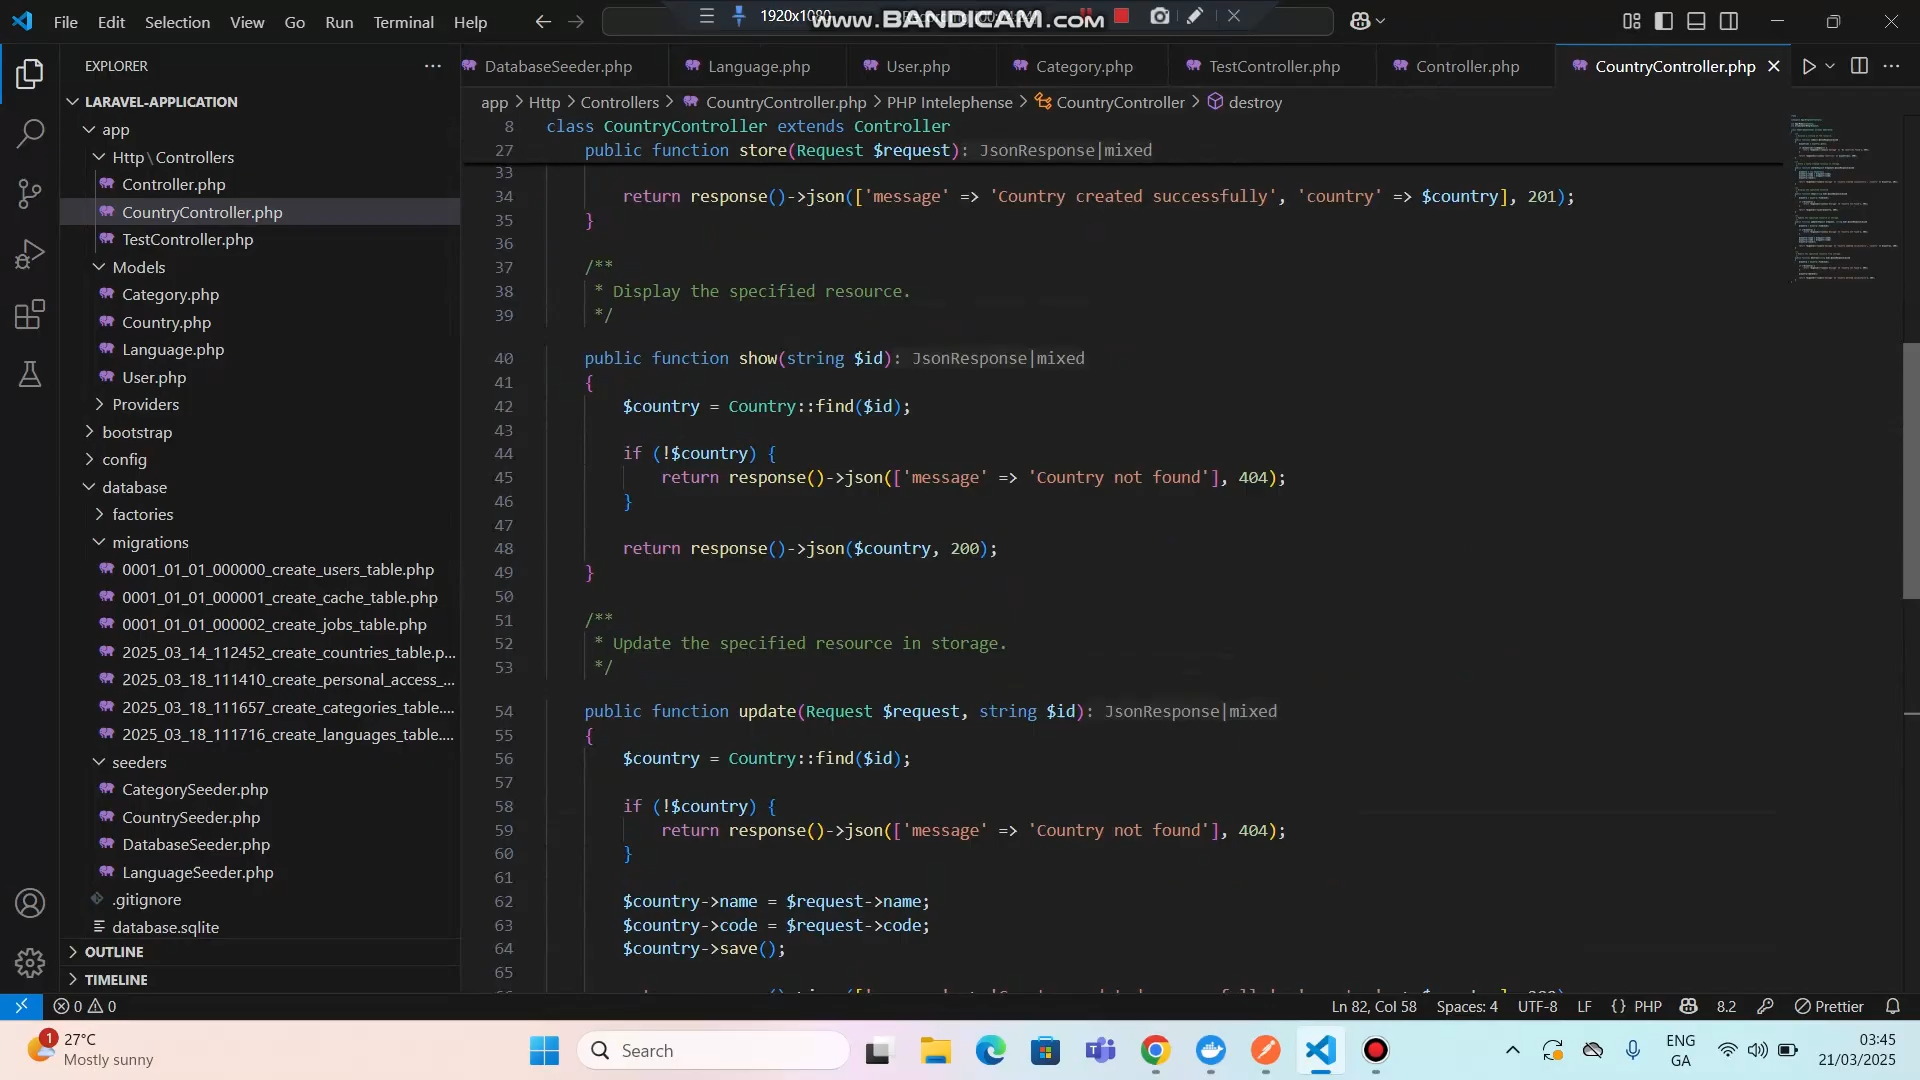 File Edit Selection View Go Run Terminal Help
1920x1080
www.BANDICAM.com
EXPLORER
LARAVEL-APPLICATION
app
Http\Controllers
Controller.php
CountryController.php
TestController.php
Models
Category.php
Country.php
Language.php
User.php
Providers
bootstrap
config
database
factories
migrations
0001_01_01_000000_create_users_table.php
0001_01_01_000001_create_cache_table.php
0001_01_01_000002_create_jobs_table.php
2025_03_14_112452_create_countries_table.p...
2025_03_18_111410_create_personal_access_...
2025_03_18_111657_create_categories_table....
2025_03_18_111716_create_languages_table....
seeders
CategorySeeder.php
CountrySeeder.php
DatabaseSeeder.php
LanguageSeeder.php
.gitignore
database.sqlite
OUTLINE
TIMELINE
DatabaseSeeder.php Language.php User.php Category.php TestController.php Controller.php CountryController.php
app > Http > Controllers > CountryController.php > PHP Intelephense > CountryController > destroy
8 class CountryController extends Controller
27 public function store(Request $request): JsonResponse|mixed
33
34 return response()->json(['message' => 'Country created successfully', 'country' => $country], 201);
35 }
36
37 /**
38 * Display the specified resource.
39 */
40 public function show(string $id): JsonResponse|mixed
41 {
42 $country = Country::find($id);
43
44 if (!$country) {
45 return response()->json(['message' => 'Country not found'], 404);
46 }
47
48 return response()->json($country, 200);
49 }
50
51 /**
52 * Update the specified resource in storage.
53 */
54 public function update(Request $request, string $id): JsonResponse|mixed
55 {
56 $country = Country::find($id);
57
58 if (!$country) {
59 return response()->json(['message' => 'Country not found'], 404);
60 }
61
62 $country->name = $request->name;
63 $country->code = $request->code;
64 $country->save();
65
0 0
Ln 82, Col 58 Spaces: 4 UTF-8 LF {} PHP 8.2 Prettier
1
27°C
Mostly sunny
Search
ENG
GA
03:45
21/03/2025